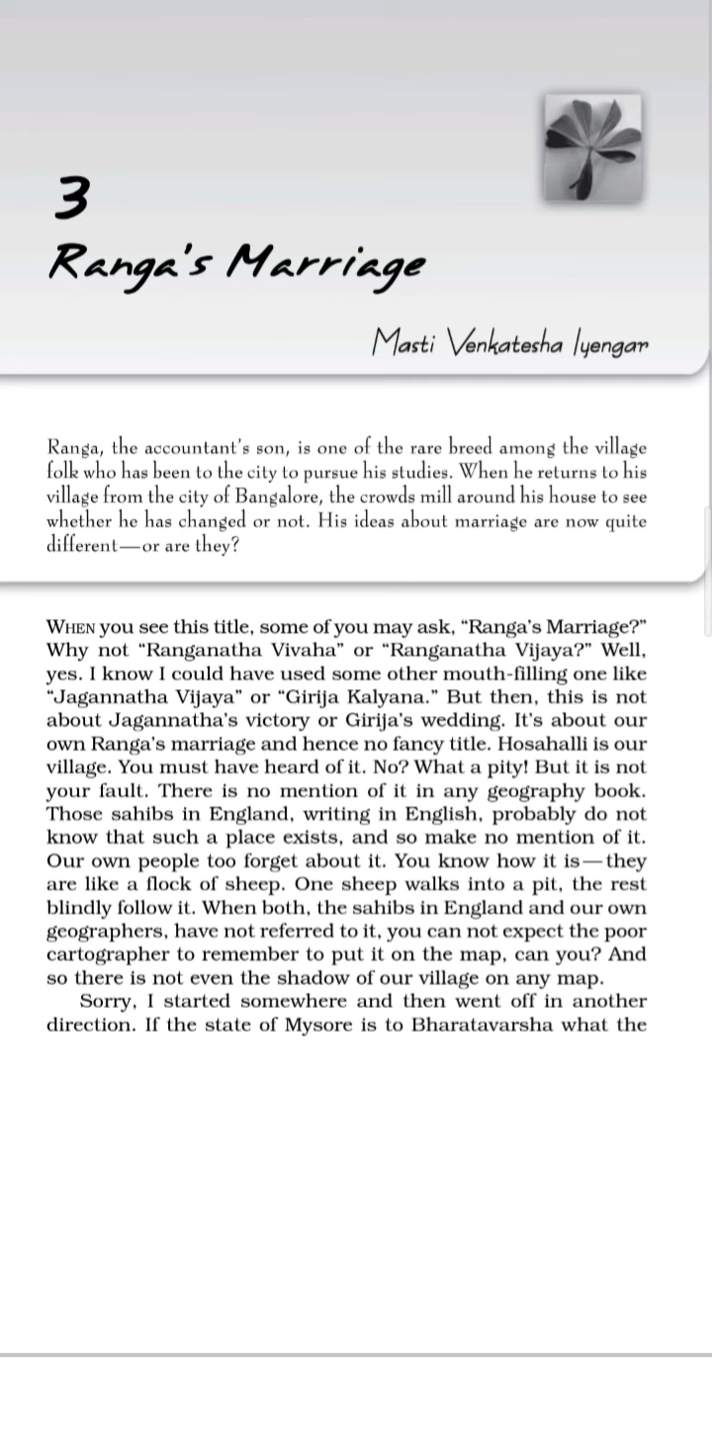 3
Ranga's Marriage
Masti Venkatesha Iyengar
Ranga, the accountant's son, is one of the rare breed among the village
folk who has been to the city to pursue his studies. When he returns to his
village from the city of Bangalore, the crowds mill around his house to see
whether he has changed or not. His ideas about marriage are now quite
different—or are they?
WHEN you see this title, some of you may ask, “Ranga's Marriage?”
Why not “Ranganatha Vivaha” or “Ranganatha Vijaya?” Well,
yes. I know I could have used some other mouth-filling one like
“Jagannatha Vijaya” or “Girija Kalyana.” But then, this is not
about Jagannatha's victory or Girija's wedding. It's about our
own Ranga's marriage and hence no fancy title. Hosahalli is our
village. You must have heard of it. No? What a pity! But it is not
your fault. There is no mention of it in any geography book.
Those sahibs in England, writing in English, probably do not
know that such a place exists, and so make no mention of it.
Our own people too forget about it. You know how it is—they
are like a flock of sheep. One sheep walks into a pit, the rest
blindly follow it. When both, the sahibs in England and our own
geographers, have not referred to it, you can not expect the poor
cartographer to remember to put it on the map, can you? And
so there is not even the shadow of our village on any map.
Sorry, I started somewhere and then went off in another
direction. If the state of Mysore is to Bharatavarsha what the